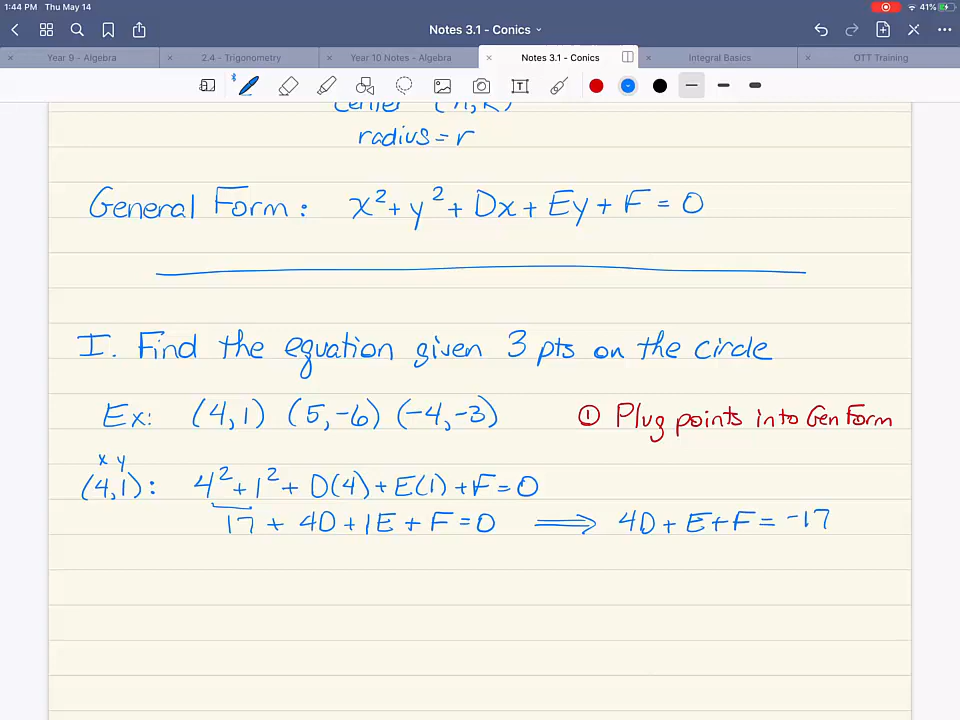 1:44 PM Thu May 14
41%
Notes 3.1 - Conics
Year 9 - Algebra
2.4 - Trigonometry
Year 10 Notes - Algebra
Notes 3.1 - Conics
Integral Basics
OTT Training
center (h, k)
radius = r
General Form: x² + y² + Dx + Ey + F = 0
I. Find the equation given 3 pts on the circle
Ex: (4,1) (5,-6) (-4,-3)
① Plug points into Gen Form
x y
(4,1): 4² + 1² + D(4) + E(1) + F = 0
17 + 4D + 1E + F = 0 ⟹ 4D + E + F = -17